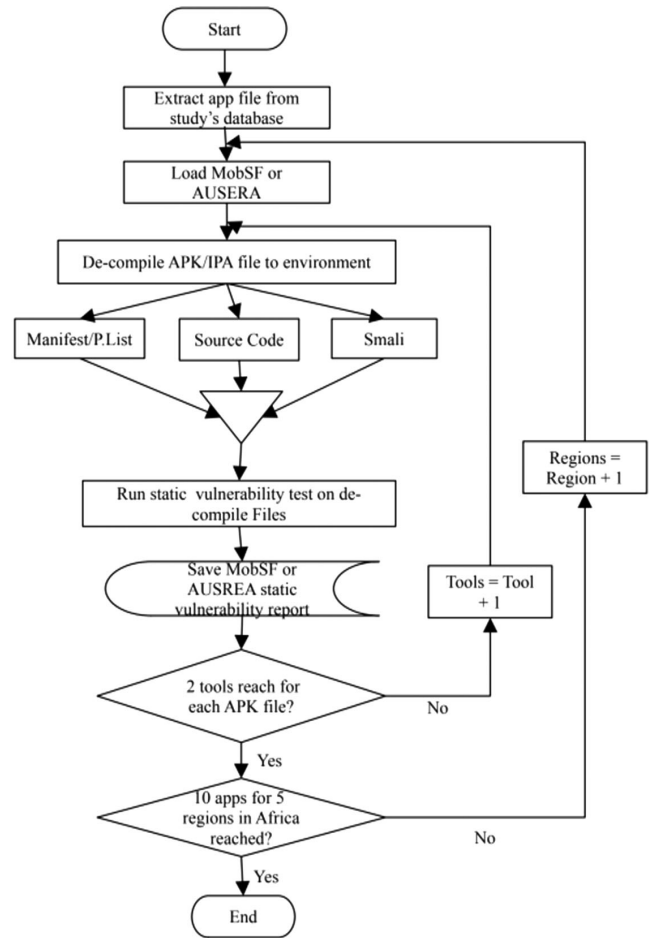 Start
Extract app file from
study's database
Load MobSF or
AUSERA
De-compile APK/IPA file to environment
Manifest/P.List
Source Code
Smali
Regions =
Region + 1
Run static vulnerability test on de-
compile Files
Save MobSF or
AUSREA static
vulnerability report
Tools = Tool
+ 1
2 tools reach for
each APK file?
No
Yes
10 apps for 5
regions in Africa
reached?
No
Yes
End